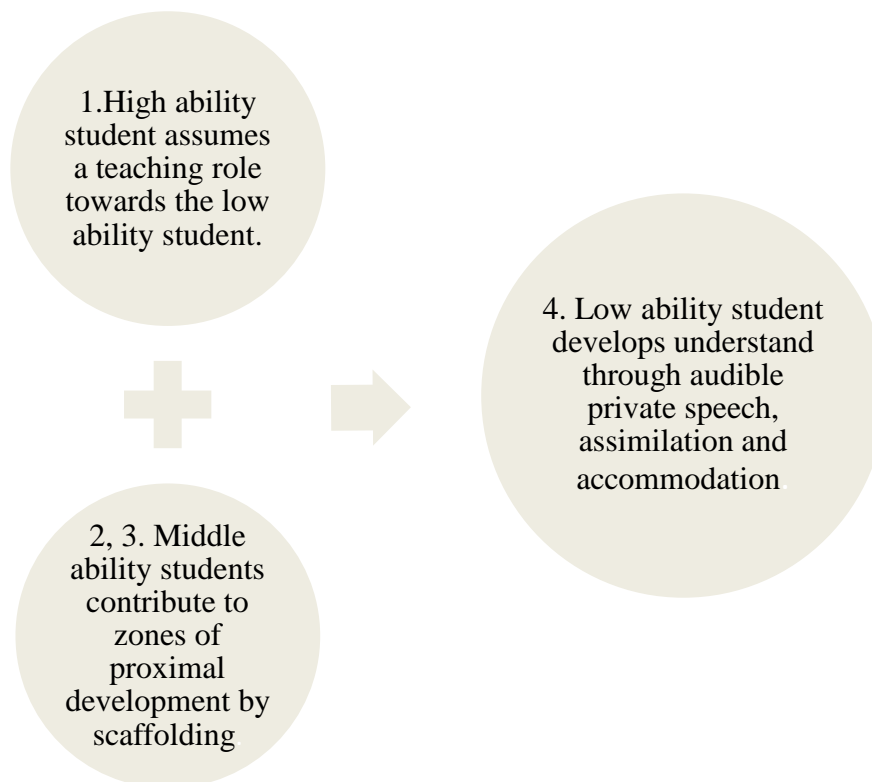 1.High ability
student assumes
a teaching role
towards the low
ability student.
2, 3. Middle
ability students
contribute to
zones of
proximal
development by
scaffolding.
4. Low ability student
develops understand
through audible
private speech,
assimilation and
accommodation.